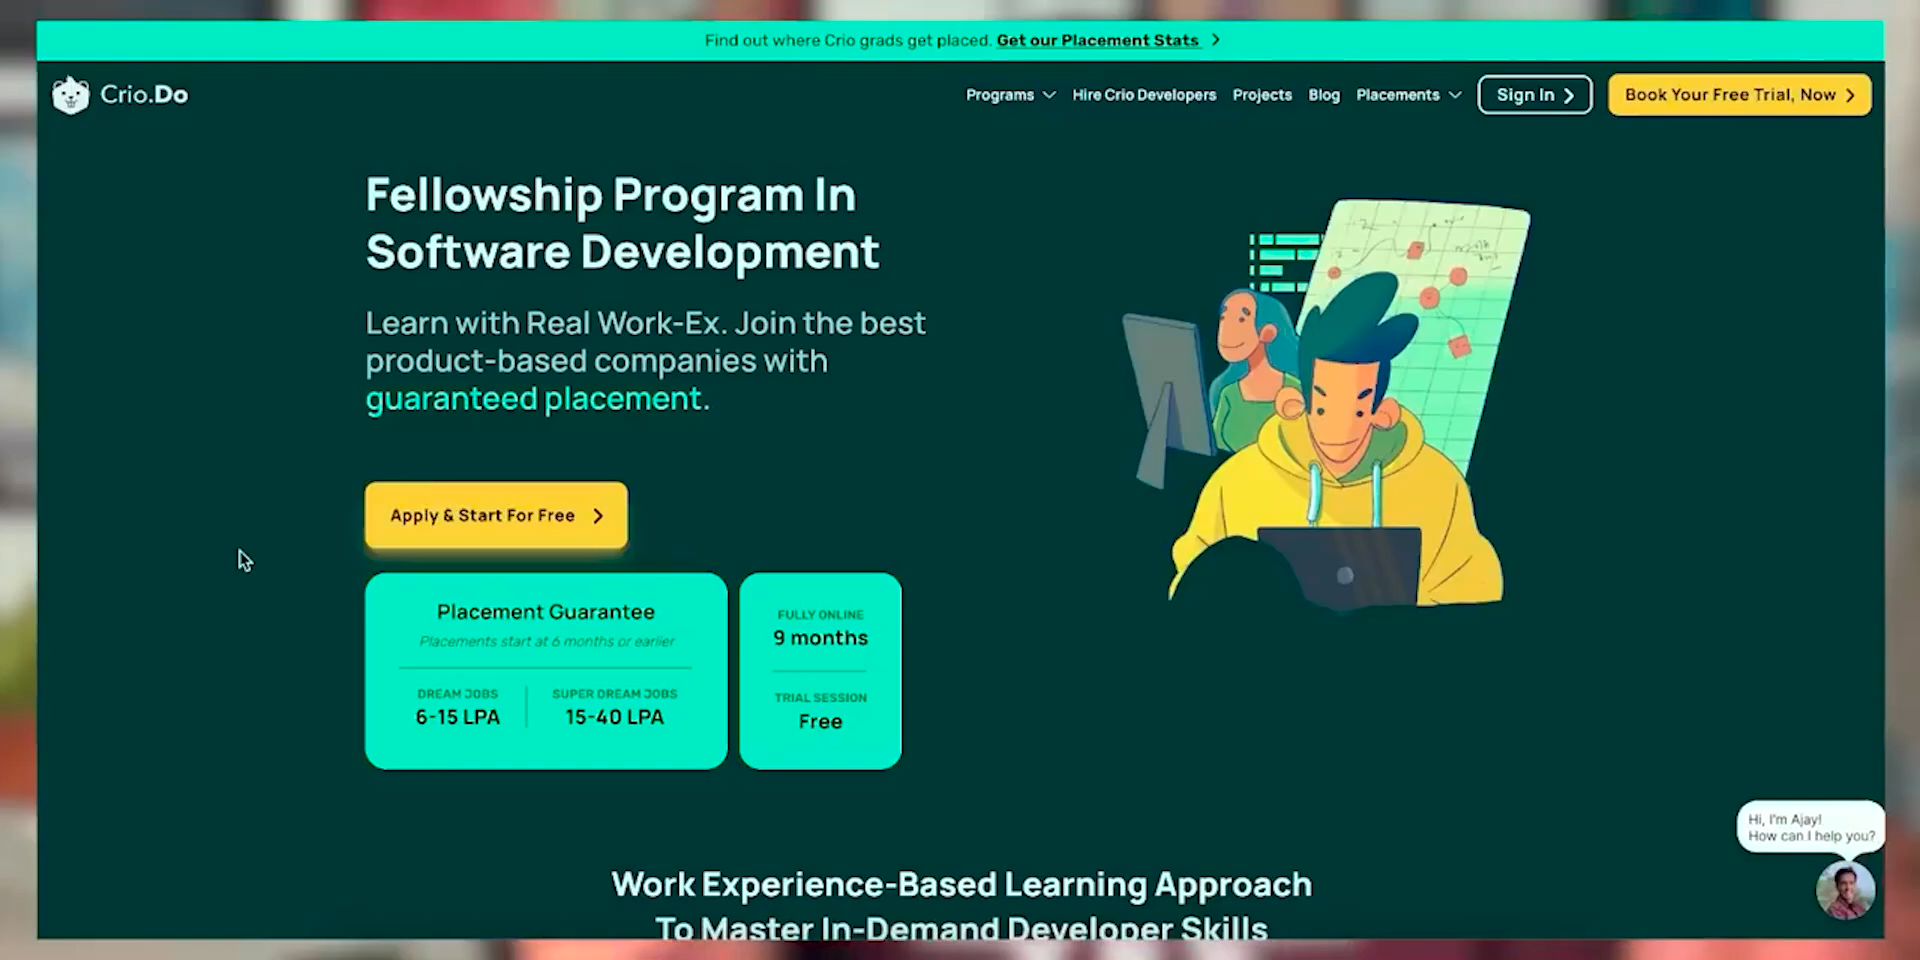 Find out where Crio grads get placed. Get our Placement Stats
Crio.Do
Programs Hire Crio Developers Projects Blog Placements Sign In Book Your Free Trial, Now
Fellowship Program In
Software Development
Learn with Real Work-Ex. Join the best
product-based companies with
guaranteed placement.
Apply & Start For Free
Placement Guarantee
Placements start at 6 months or earlier
DREAM JOBS
6-15 LPA
SUPER DREAM JOBS
15-40 LPA
FULLY ONLINE
9 months
TRIAL SESSION
Free
Hi, I'm Ajay!
How can I help you?
Work Experience-Based Learning Approach
To Master In-Demand Developer Skills